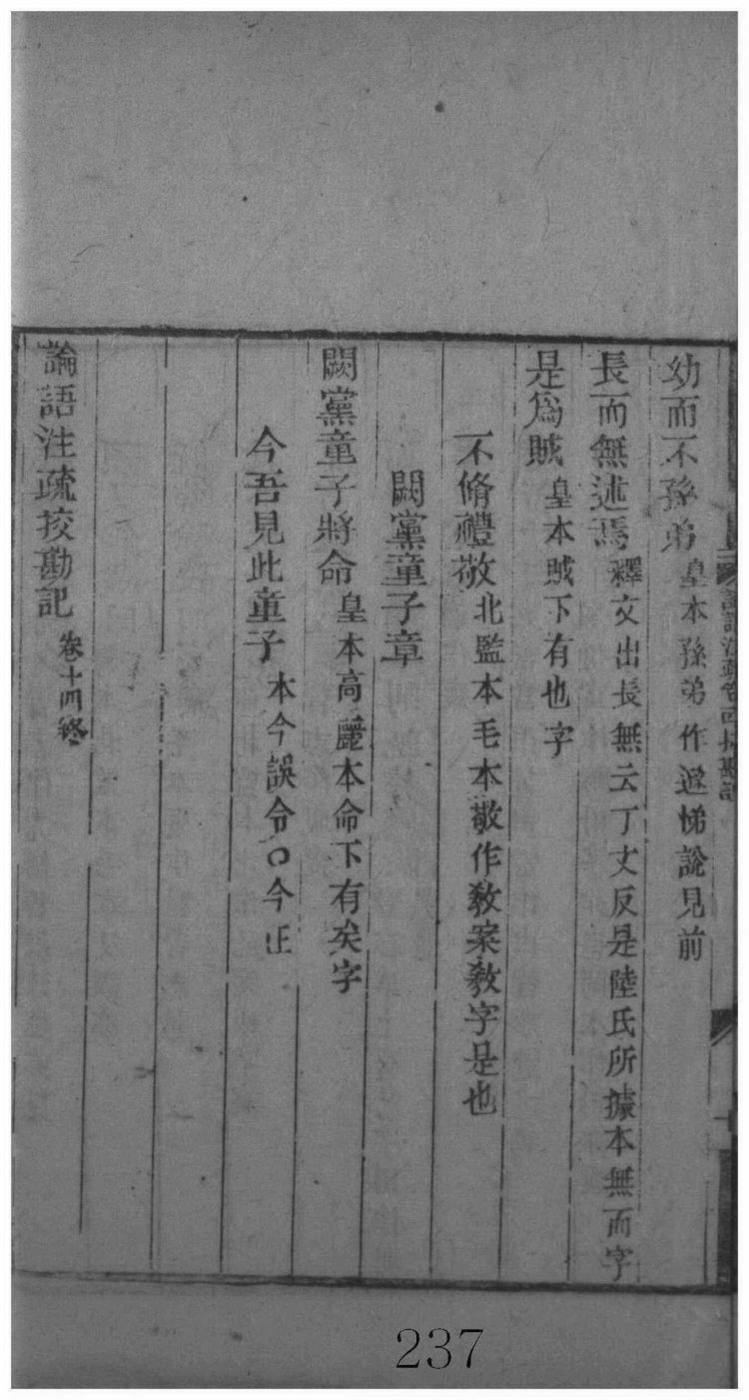 幼而不孫弟 皇本孫弟作遜悌說見前
長而無述焉 釋文出長無云丁丈反是陸氏所據本無而字
是爲賊 皇本賊下有也字
不脩禮敬 北監本毛本敬作敎案敎字是也
闕黨童子章
闕黨童子將命 皇本高麗本命下有矣字
今吾見此童子 本今誤令○今正
論語注疏挍勘記 卷十四終
237